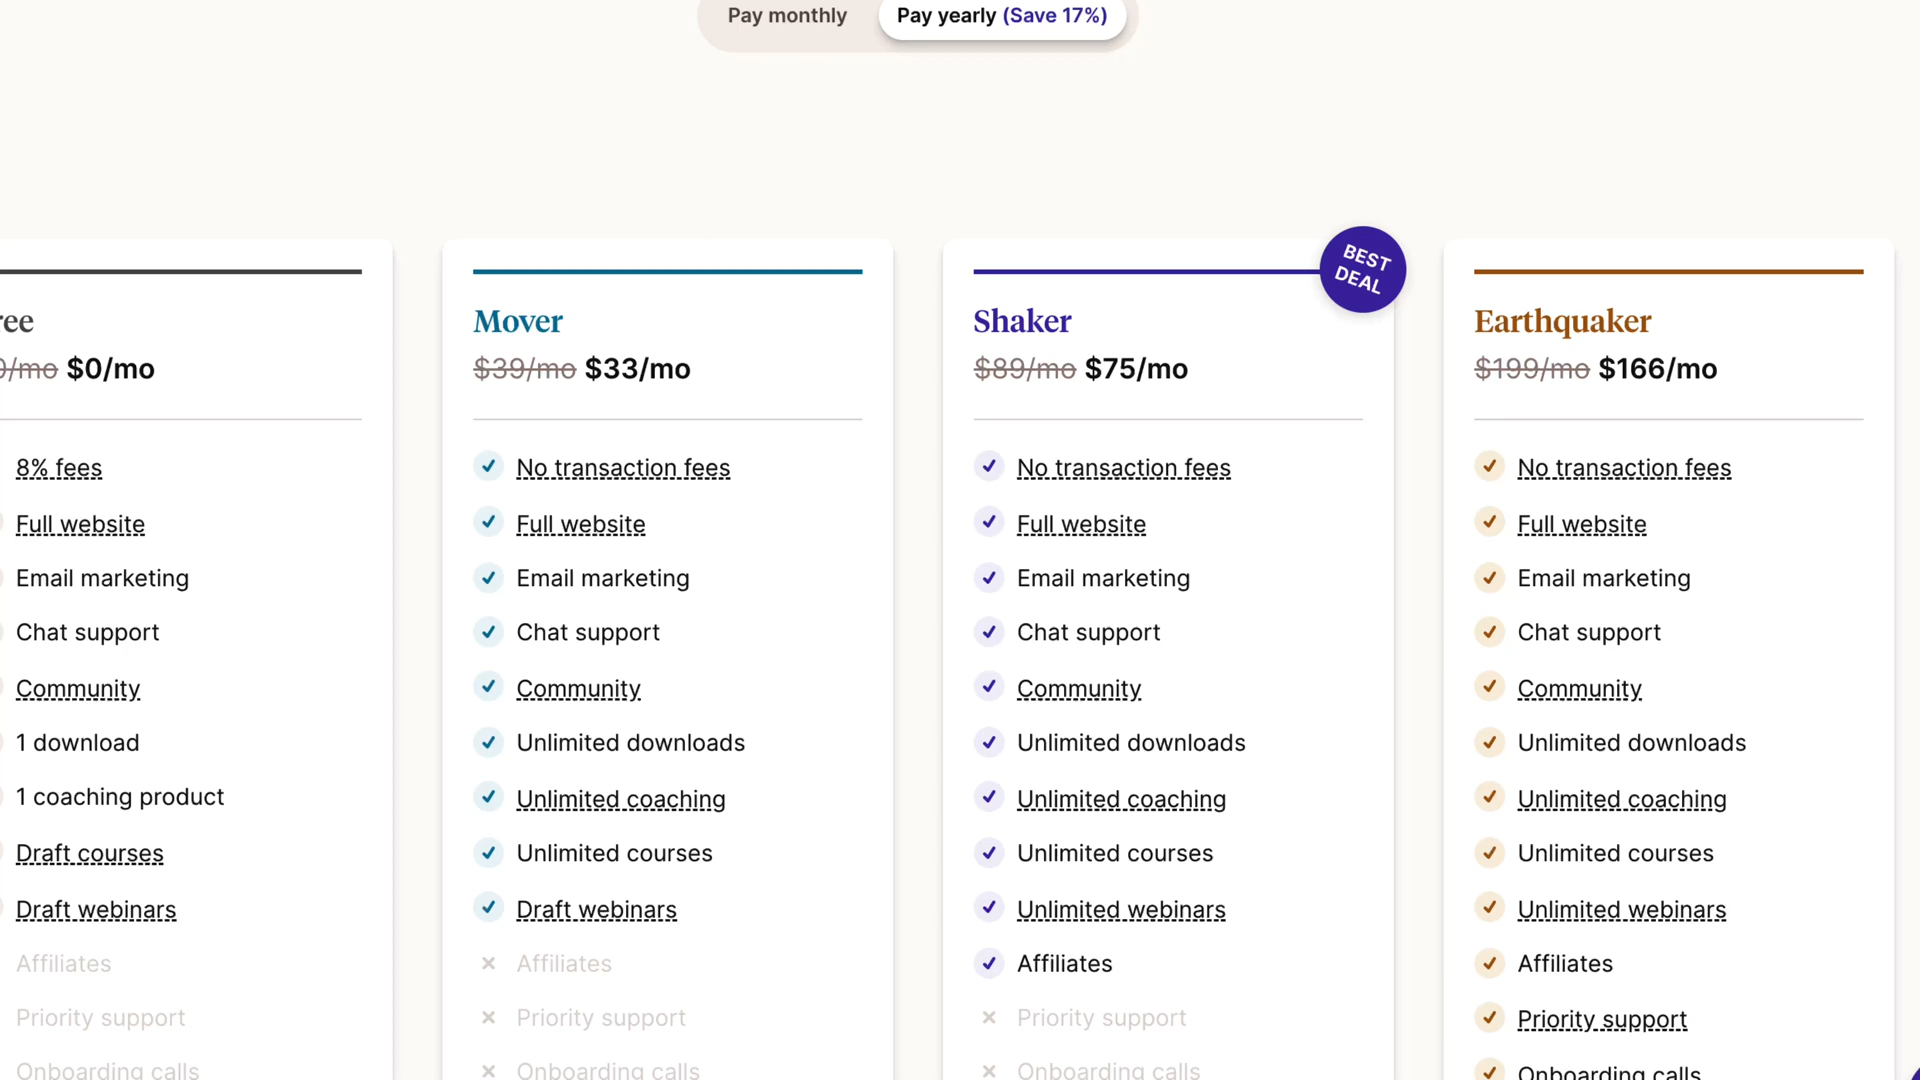 Pay monthly
Pay yearly (Save 17%)
BEST
DEAL
ree
0/mo $0/mo
8% fees
Full website
Email marketing
Chat support
Community
1 download
1 coaching product
Draft courses
Draft webinars
Affiliates
Priority support
Onboarding calls
Mover
$39/mo $33/mo
No transaction fees
Full website
Email marketing
Chat support
Community
Unlimited downloads
Unlimited coaching
Unlimited courses
Draft webinars
Affiliates
Priority support
Onboarding calls
Shaker
$89/mo $75/mo
No transaction fees
Full website
Email marketing
Chat support
Community
Unlimited downloads
Unlimited coaching
Unlimited courses
Unlimited webinars
Affiliates
Priority support
Onboarding calls
Earthquaker
$199/mo $166/mo
No transaction fees
Full website
Email marketing
Chat support
Community
Unlimited downloads
Unlimited coaching
Unlimited courses
Unlimited webinars
Affiliates
Priority support
Onboarding calls